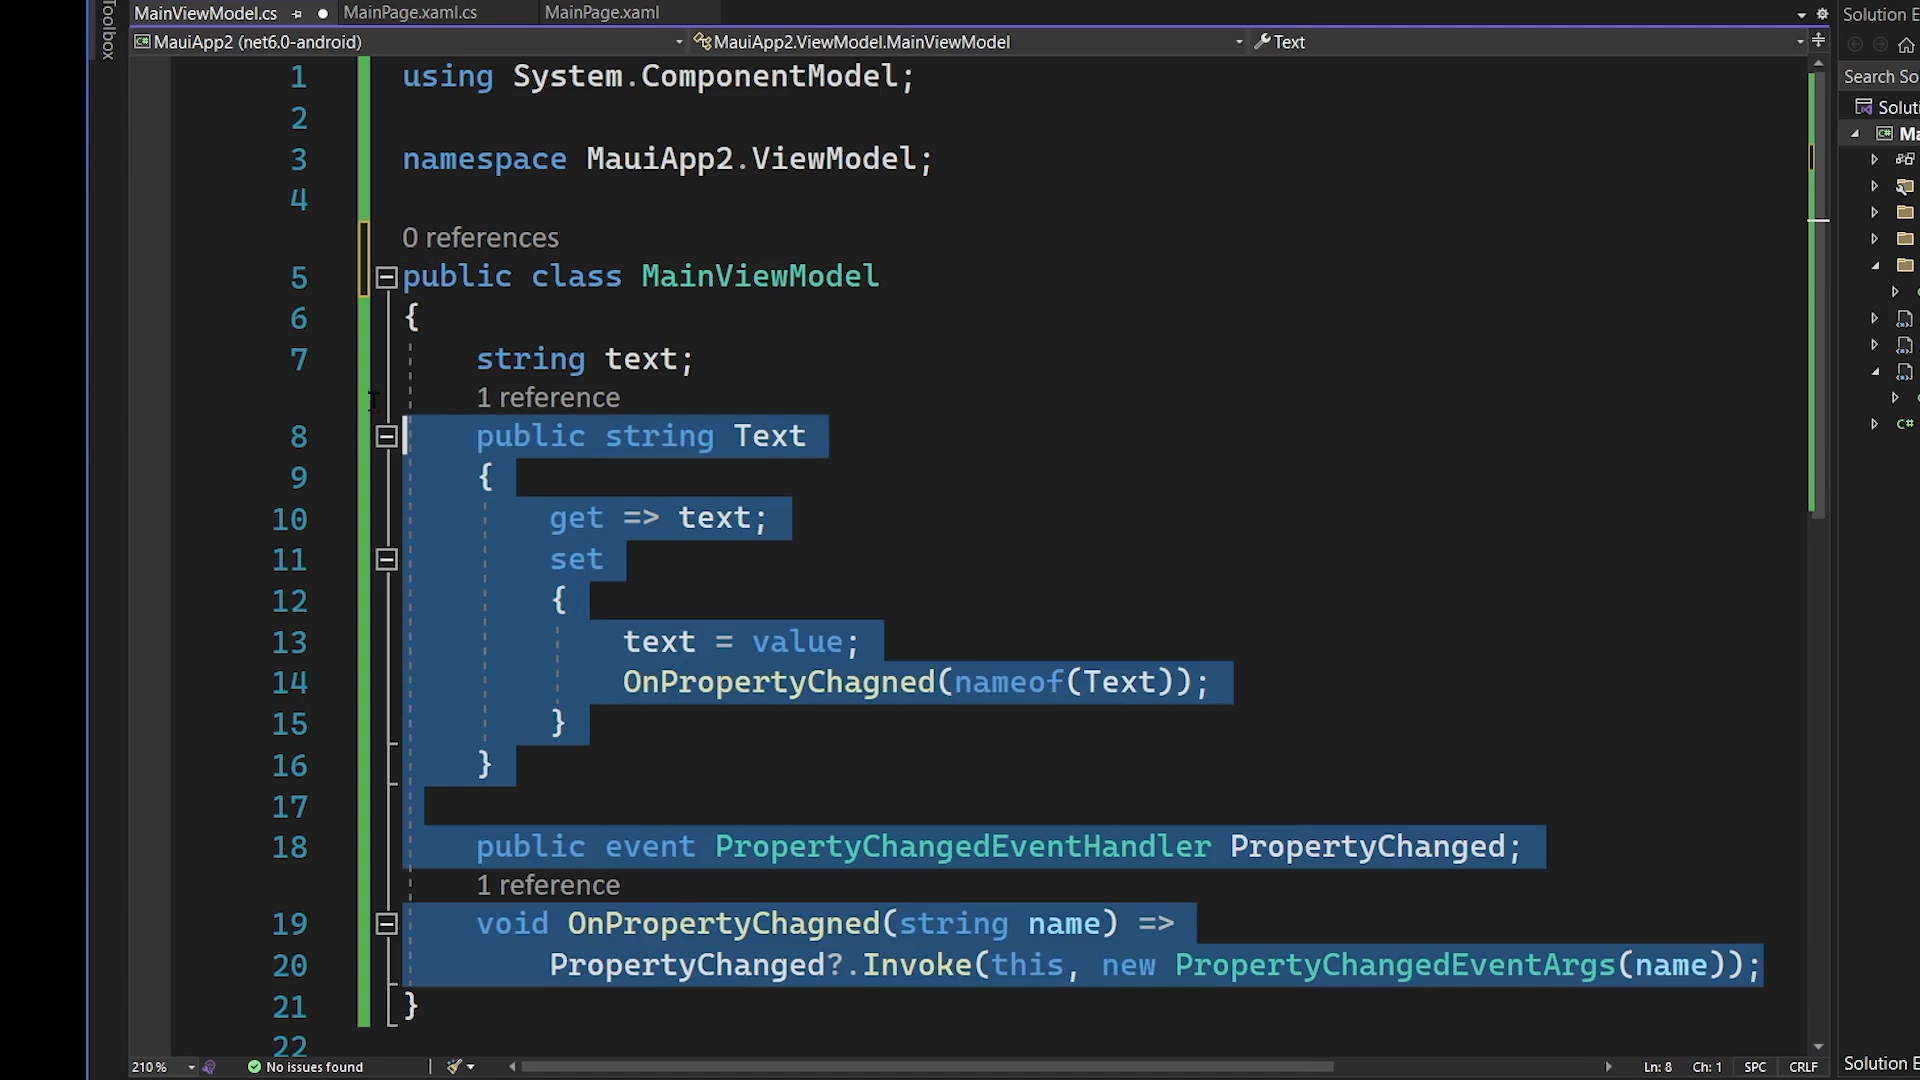 Toolbox
MainViewModel.cs MainPage.xaml.cs MainPage.xaml
MauiApp2 (net6.0-android) MauiApp2.ViewModel.MainViewModel Text
1 using System.ComponentModel;
2
3 namespace MauiApp2.ViewModel;
4
0 references
5 public class MainViewModel
6 {
7 string text;
1 reference
8 public string Text
9 {
10 get => text;
11 set
12 {
13 text = value;
14 OnPropertyChagned(nameof(Text));
15 }
16 }
17
18 public event PropertyChangedEventHandler PropertyChanged;
1 reference
19 void OnPropertyChagned(string name) =>
20 PropertyChanged?.Invoke(this, new PropertyChangedEventArgs(name));
21 }
22
210 % No issues found Ln: 8 Ch: 1 SPC CRLF
Solution E
Search So
Soluti
Ma
C#
Solution E